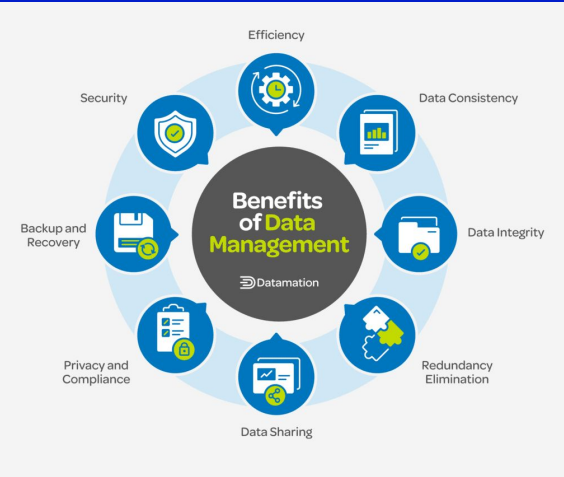 Efficiency
Security
Data Consistency
Benefits
of Data
Management
Datamation
Backup and
Recovery
Data Integrity
Privacy and
Compliance
Redundancy
Elimination
Data Sharing